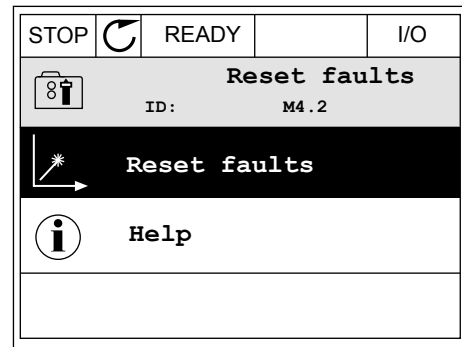 STOP READY I/O
Reset faults
ID: M4.2
Reset faults
Help